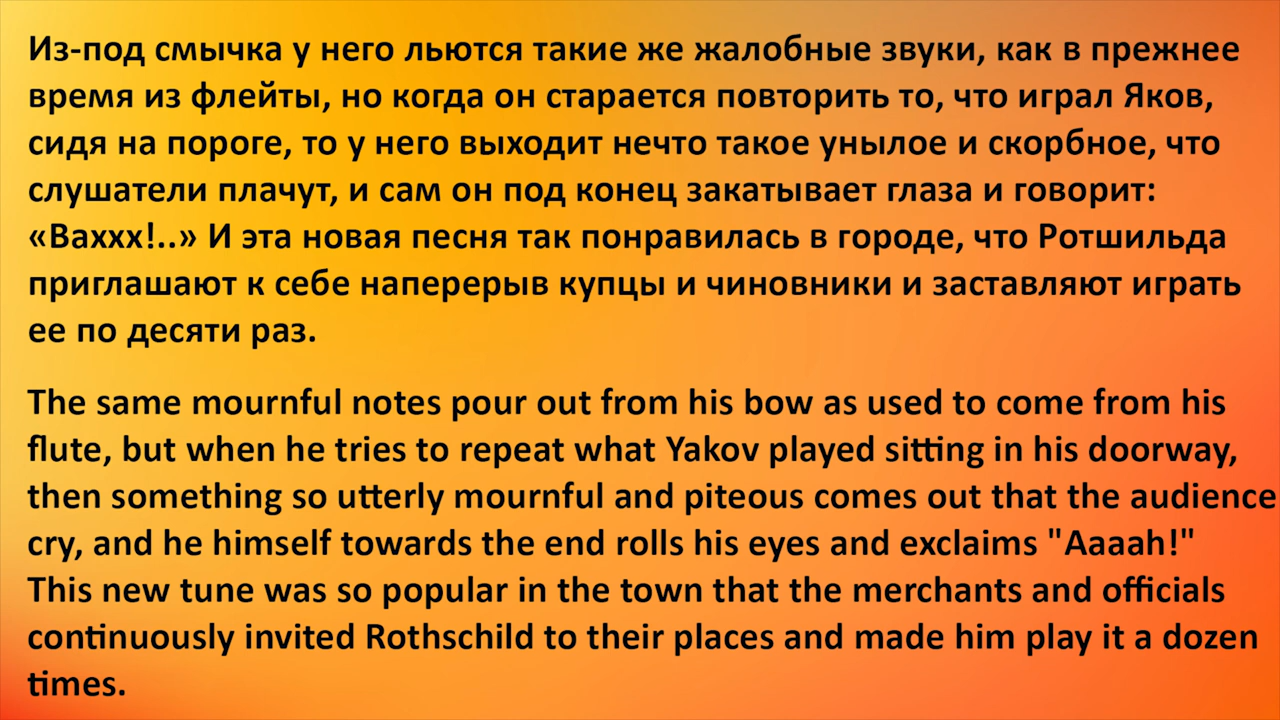 Из-под смычка у него льются такие же жалобные звуки, как в прежнее
время из флейты, но когда он старается повторить то, что играл Яков,
сидя на пороге, то у него выходит нечто такое унылое и скорбное, что
слушатели плачут, и сам он под конец закатывает глаза и говорит:
«Ваххх!..» И эта новая песня так понравилась в городе, что Ротшильда
приглашают к себе наперерыв купцы и чиновники и заставляют играть
ее по десяти раз.
The same mournful notes pour out from his bow as used to come from his
flute, but when he tries to repeat what Yakov played sitting in his doorway,
then something so utterly mournful and piteous comes out that the audience
cry, and he himself towards the end rolls his eyes and exclaims "Aaaah!"
This new tune was so popular in the town that the merchants and officials
continuously invited Rothschild to their places and made him play it a dozen
times.